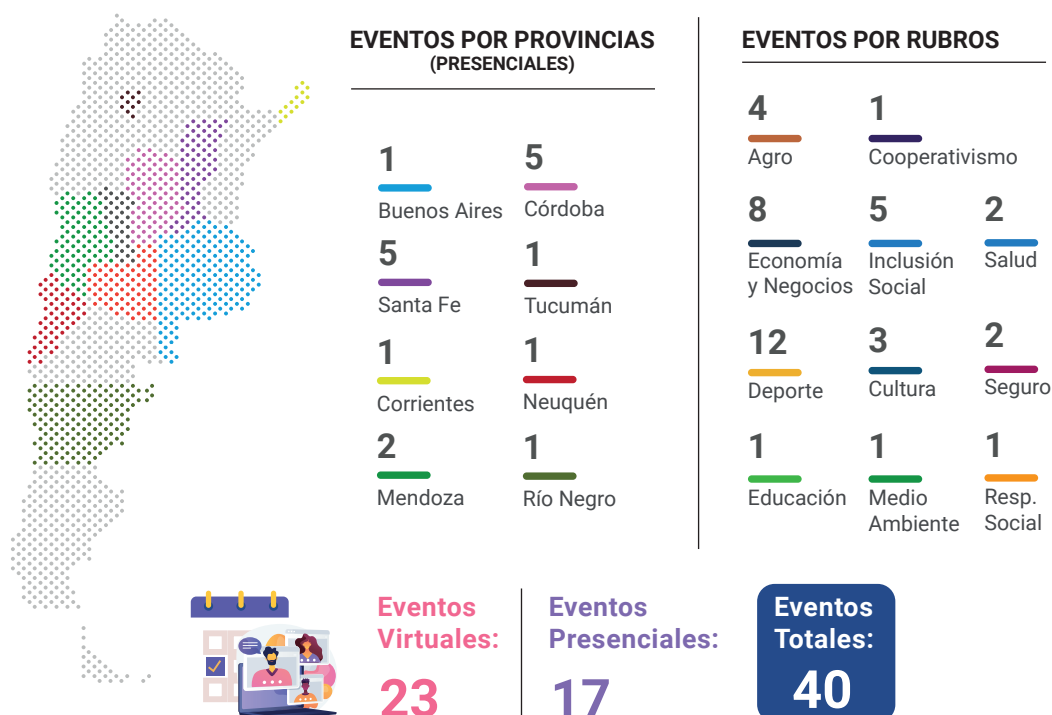 EVENTOS POR PROVINCIAS
(PRESENCIALES)
1
Buenos Aires
5
Córdoba
5
Santa Fe
1
Tucumán
1
Corrientes
1
Neuquén
2
Mendoza
1
Río Negro
EVENTOS POR RUBROS
4
Agro
1
Cooperativismo
8
Economía
y Negocios
5
Inclusión
Social
2
Salud
12
Deporte
3
Cultura
2
Seguro
1
Educación
1
Medio
Ambiente
1
Resp.
Social
Eventos
Virtuales:
23
Eventos
Presenciales:
17
Eventos
Totales:
40